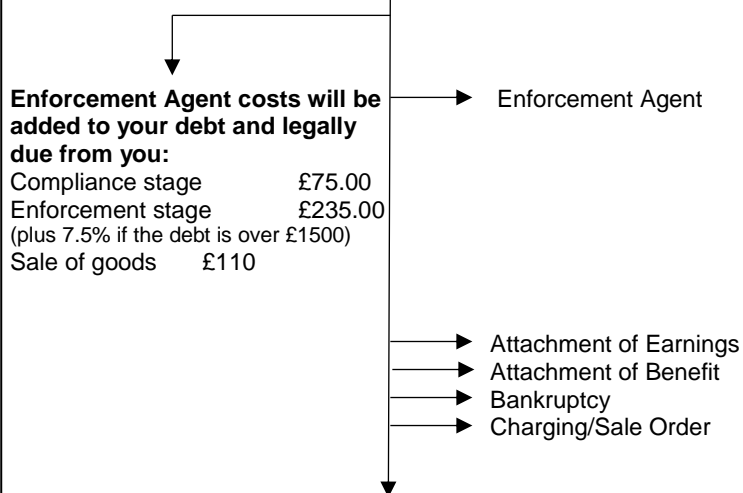 Enforcement Agent costs will be
added to your debt and legally
due from you:
Compliance stage £75.00
Enforcement stage £235.00
(plus 7.5% if the debt is over £1500)
Sale of goods £110
Enforcement Agent
Attachment of Earnings
Attachment of Benefit
Bankruptcy
Charging/Sale Order